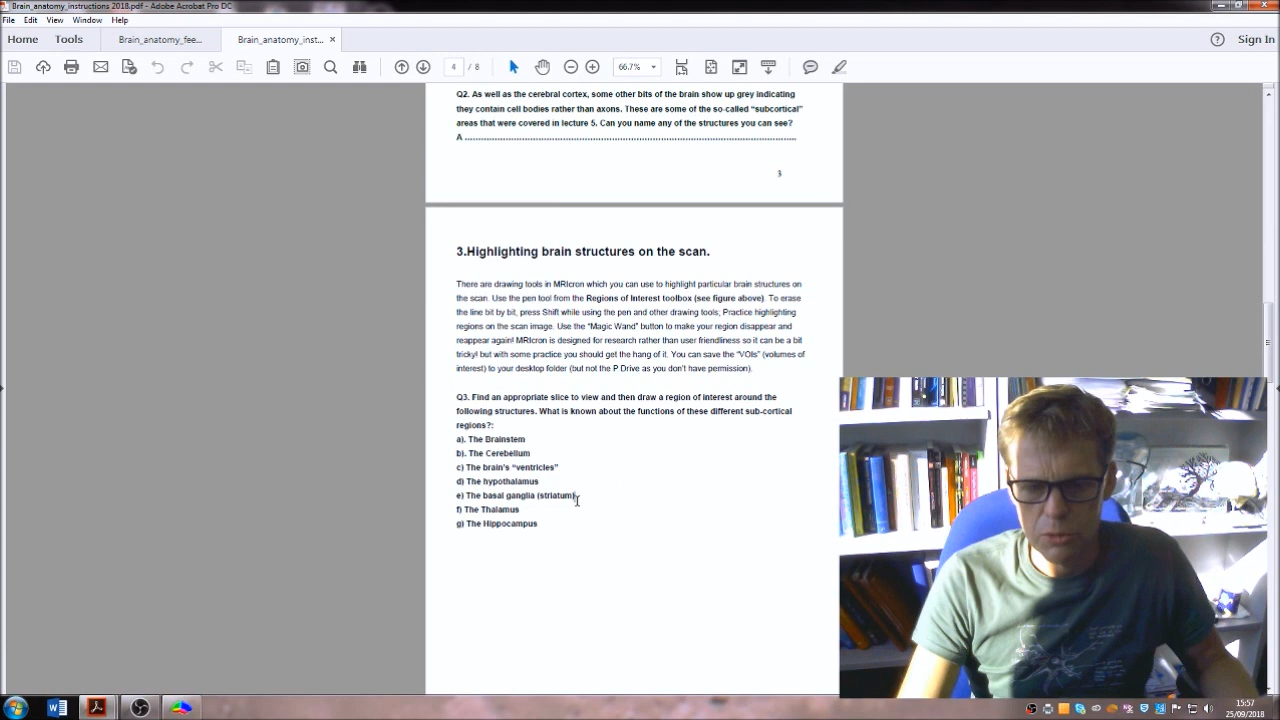 Brain_anatomy_instructions 2018.pdf - Adobe Acrobat Pro DC
File Edit View Window Help
Home Tools Brain_anatomy_fee... Brain_anatomy_inst... × Sign In
4 / 8 66.7%
Q2. As well as the cerebral cortex, some other bits of the brain show up grey indicating
they contain cell bodies rather than axons. These are some of the so-called “subcortical”
areas that were covered in lecture 5. Can you name any of the structures you can see?
A ....................................................................................................
3
3.Highlighting brain structures on the scan.
There are drawing tools in MRIcron which you can use to highlight particular brain structures on
the scan. Use the pen tool from the Regions of Interest toolbox (see figure above). To erase
the line bit by bit, press Shift while using the pen and other drawing tools; Practice highlighting
regions on the scan image. Use the “Magic Wand” button to make your region disappear and
reappear again! MRIcron is designed for research rather than user friendliness so it can be a bit
tricky! but with some practice you should get the hang of it. You can save the “VOIs” (volumes of
interest) to your desktop folder (but not the P Drive as you don't have permission).
Q3. Find an appropriate slice to view and then draw a region of interest around the
following structures. What is known about the functions of these different sub-cortical
regions?:
a). The Brainstem
b). The Cerebellum
c) The brain's “ventricles”
d) The hypothalamus
e) The basal ganglia (striatum)
f) The Thalamus
g) The Hippocampus
15:57
25/09/2018